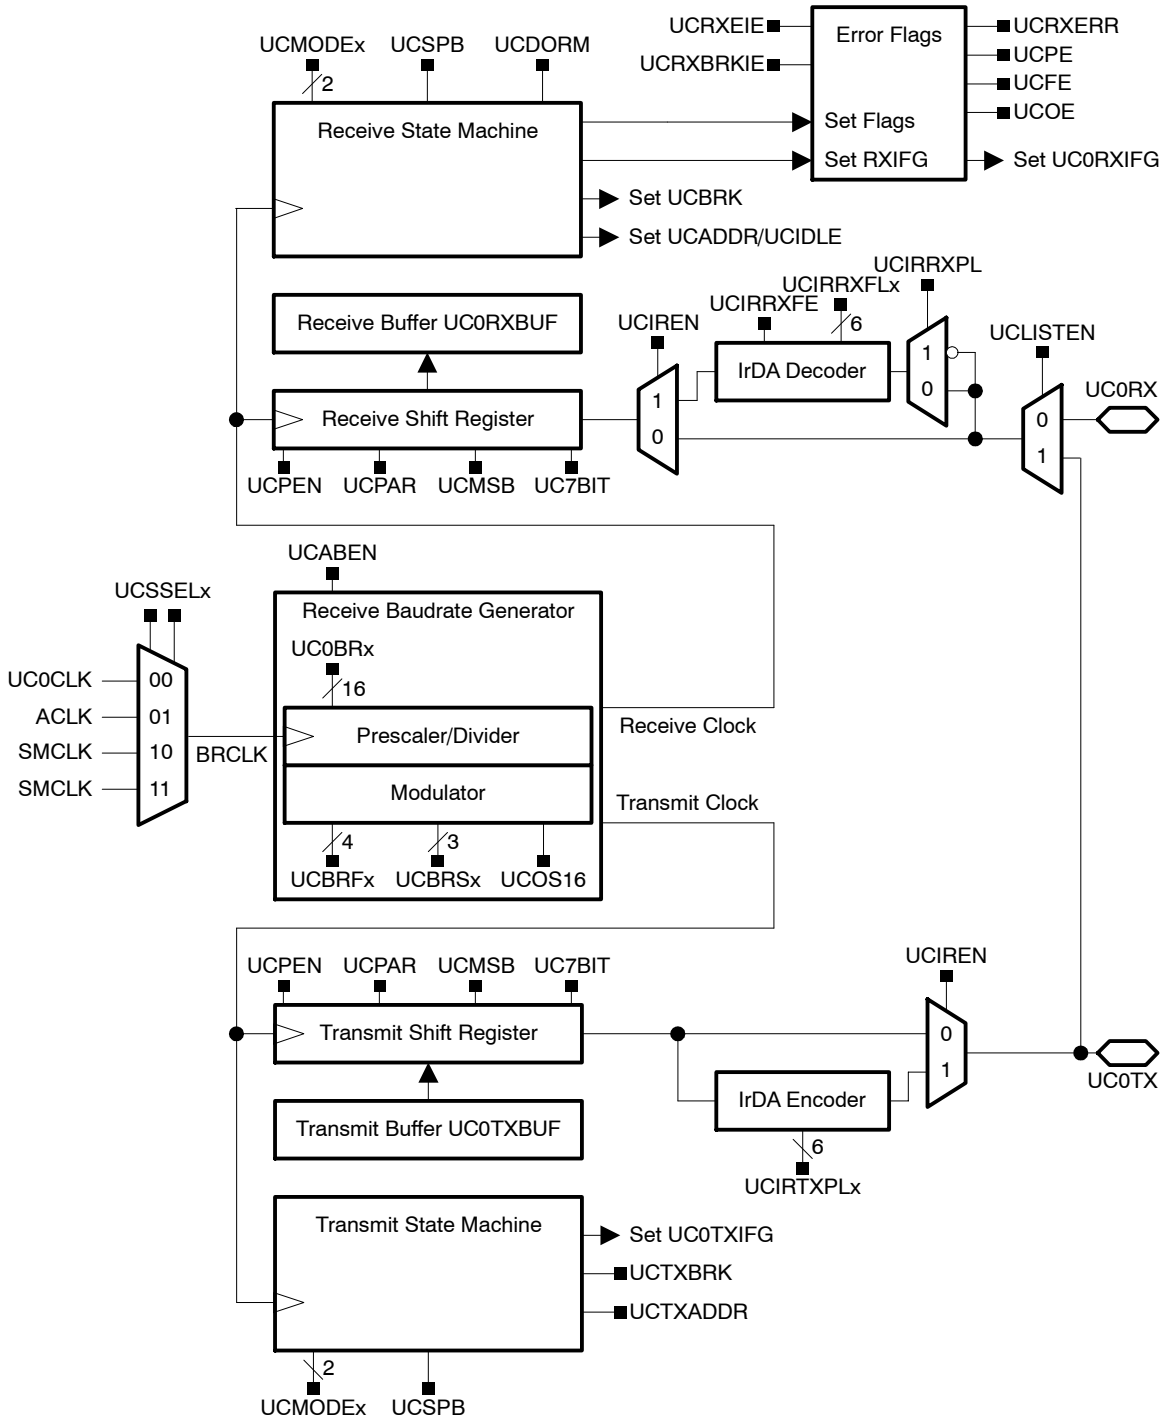 UCRXEIE
Error Flags
UCRXERR
UCPE
UCFE
UCOE
UCRXBRKIE
UCMODEx
UCSPB
UCDORM
2
Receive State Machine
Set Flags
Set RXIFG
Set UC0RXIFG
Set UCBRK
Set UCADDR/UCIDLE
UCIRRXPL
UCIRRXFLx
UCIRRXFE
6
UCIREN
UCLISTEN
Receive Buffer UC0RXBUF
IrDA Decoder
1
0
UC0RX
1
0
0
1
Receive Shift Register
UCPEN
UCPAR
UCMSB
UC7BIT
UCABEN
UCSSELx
Receive Baudrate Generator
UC0BRx
16
UC0CLK
00
ACLK
01
SMCLK
10
SMCLK
11
BRCLK
Prescaler/Divider
Receive Clock
Modulator
Transmit Clock
4
3
UCBRFx
UCBRSx
UCOS16
UCPEN
UCPAR
UCMSB
UC7BIT
UCIREN
Transmit Shift Register
0
1
UC0TX
IrDA Encoder
Transmit Buffer UC0TXBUF
6
UCIRTXPLx
Transmit State Machine
Set UC0TXIFG
UCTXBRK
UCTXADDR
2
UCMODEx
UCSPB